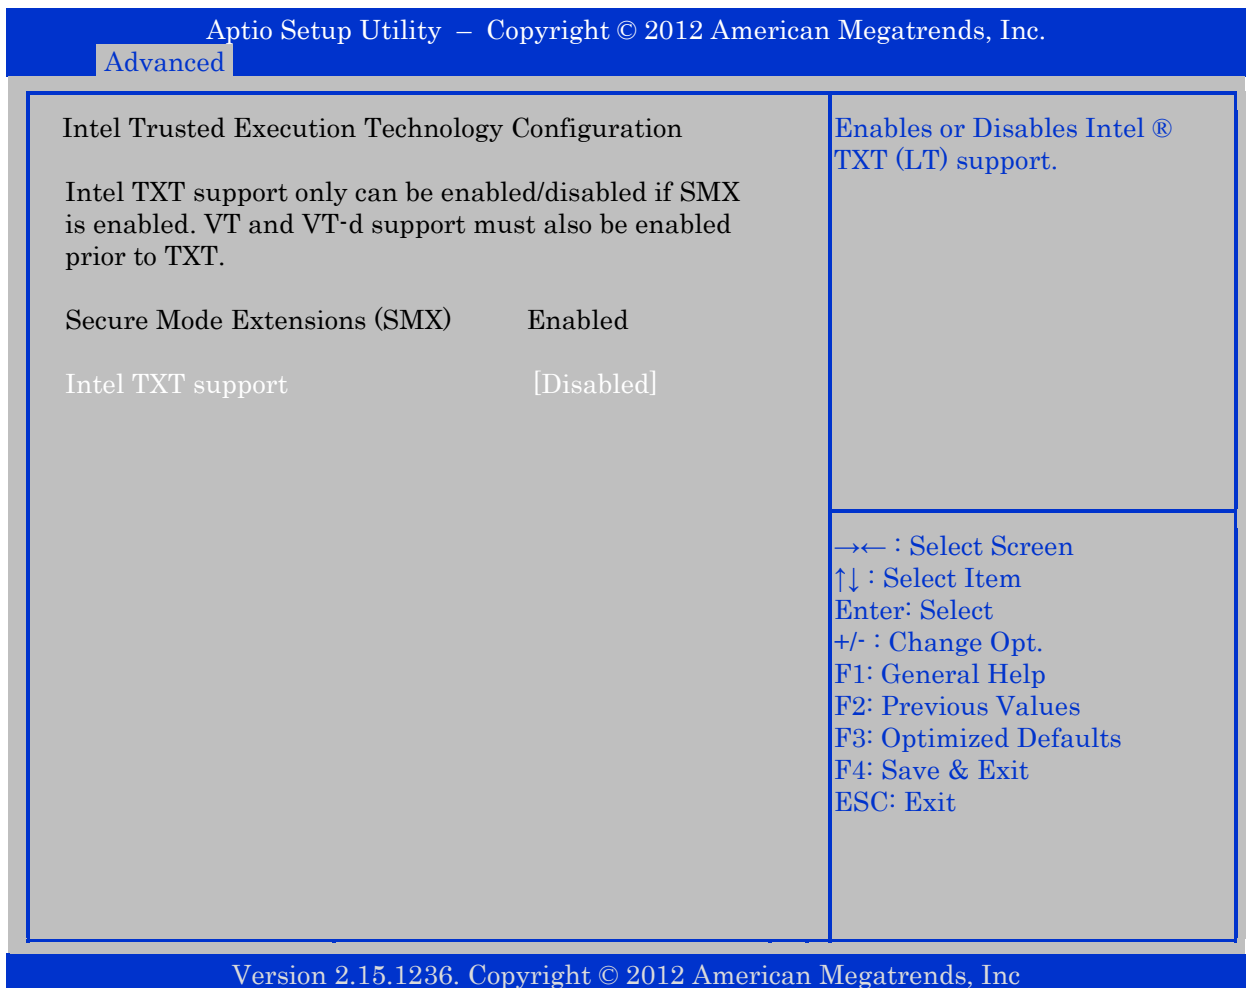 Aptio Setup Utility – Copyright © 2012 American Megatrends, Inc.
Advanced
Intel Trusted Execution Technology Configuration
Intel TXT support only can be enabled/disabled if SMX
is enabled. VT and VT-d support must also be enabled
prior to TXT.
Secure Mode Extensions (SMX) Enabled
Intel TXT support [Disabled]
Enables or Disables Intel ®
TXT (LT) support.
→← : Select Screen
↑↓ : Select Item
Enter: Select
+/- : Change Opt.
F1: General Help
F2: Previous Values
F3: Optimized Defaults
F4: Save & Exit
ESC: Exit
Version 2.15.1236. Copyright © 2012 American Megatrends, Inc